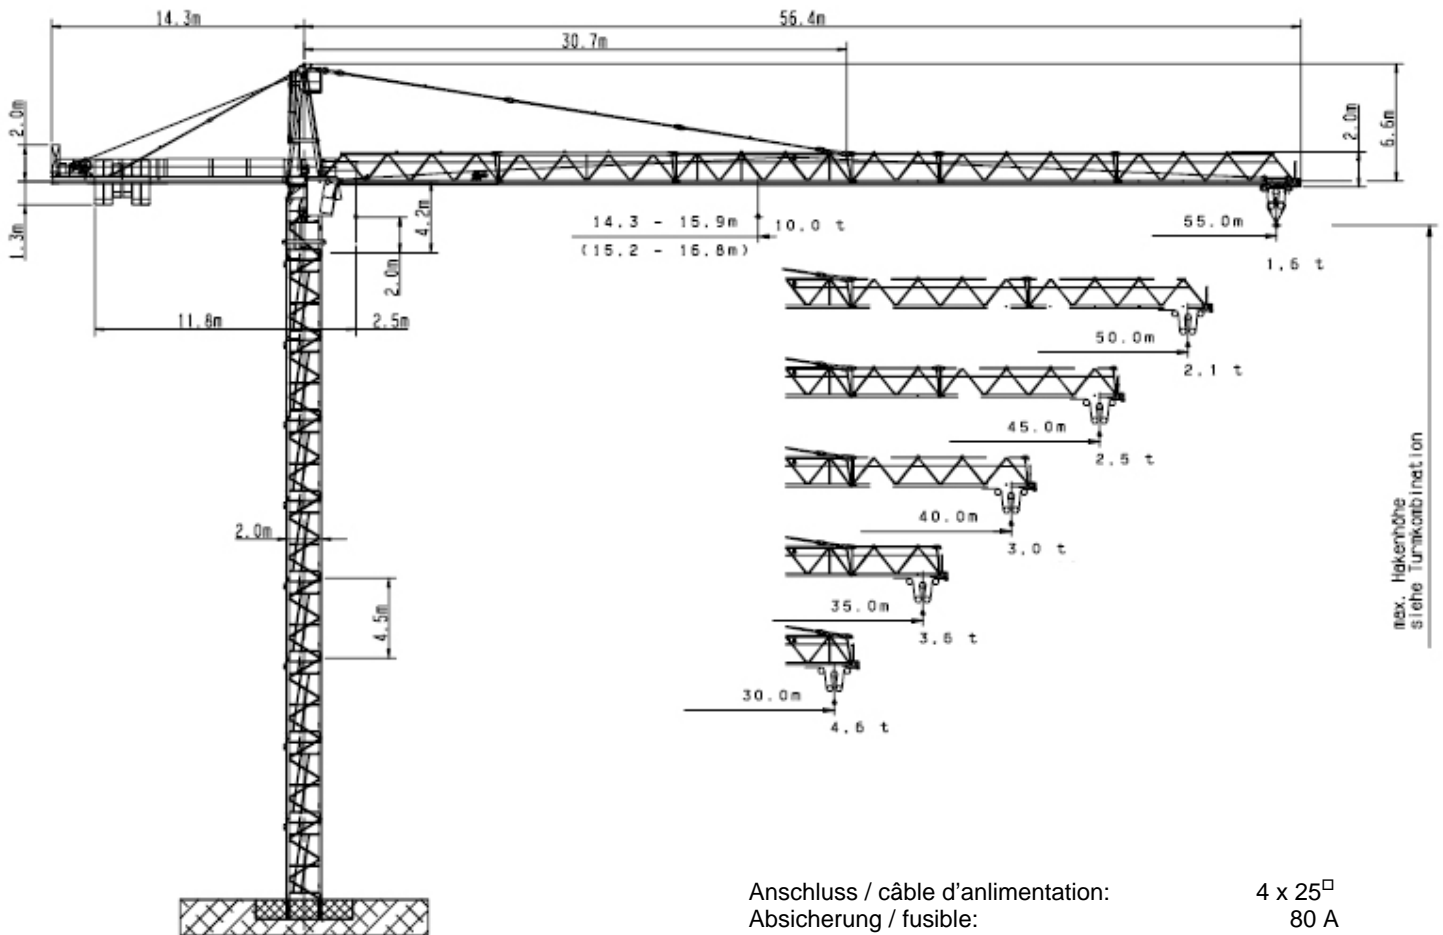 14.3m
56.4m
30.7m
2.0m
2.0m
6.6m
1.3m
4.2m
2.0m
14.3 - 15.9m
(15.2 - 16.8m)
10.0 t
55.0m
1,6 t
11.8m
2.5m
50.0m
2,1 t
45.0m
2,5 t
40.0m
3,0 t
35.0m
3,6 t
30.0m
4,6 t
2.0m
4.5m
max. Hakenhöhe
siehe Turmkombination
Anschluss / câble d'anlimentation: 4 x 25□
Absicherung / fusible: 80 A